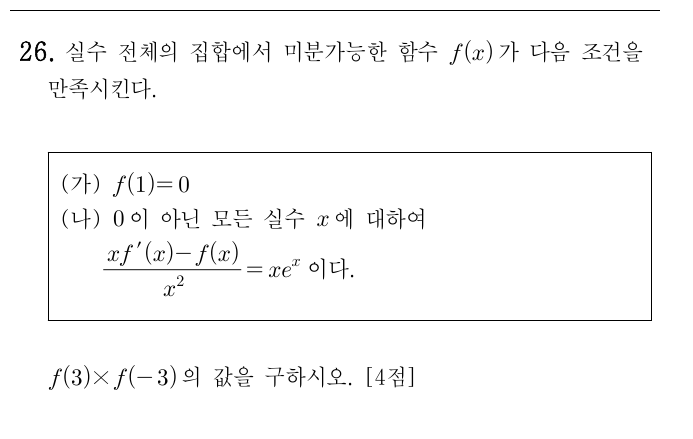 26. 실수 전체의 집합에서 미분가능한 함수 f(x)가 다음 조건을
만족시킨다.
(가) f(1)=0
(나) 0이 아닌 모든 실수 x에 대하여
\frac{xf'(x)-f(x)}{x^2}=xe^x 이다.
f(3)×f(-3)의 값을 구하시오. [4점]